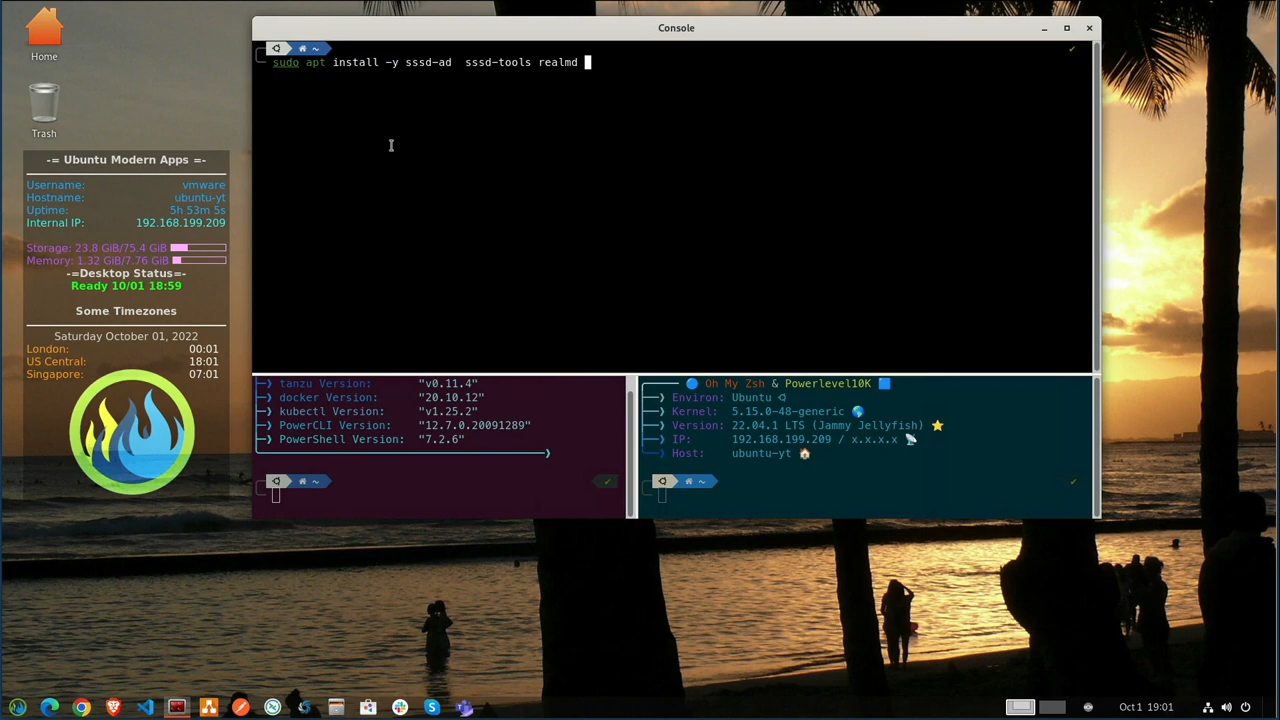 Home
Trash
-= Ubuntu Modern Apps =-
Username: vmware
Hostname: ubuntu-yt
Uptime: 5h 53m 5s
Internal IP: 192.168.199.209
Storage: 23.8 GiB/75.4 GiB
Memory: 1.32 GiB/7.76 GiB
-=Desktop Status=-
Ready 10/01 18:59
Some Timezones
Saturday October 01, 2022
London: 00:01
US Central: 18:01
Singapore: 07:01
Console
~
sudo apt install -y sssd-ad  sssd-tools realmd
tanzu Version: "v0.11.4"
docker Version: "20.10.12"
kubectl Version: "v1.25.2"
PowerCLI Version: "12.7.0.20091289"
PowerShell Version: "7.2.6"
~
Oh My Zsh & Powerlevel10K
Environ: Ubuntu
Kernel: 5.15.0-48-generic
Version: 22.04.1 LTS (Jammy Jellyfish)
IP: 192.168.199.209 / x.x.x.x
Host: ubuntu-yt
~
Oct 1 19:01